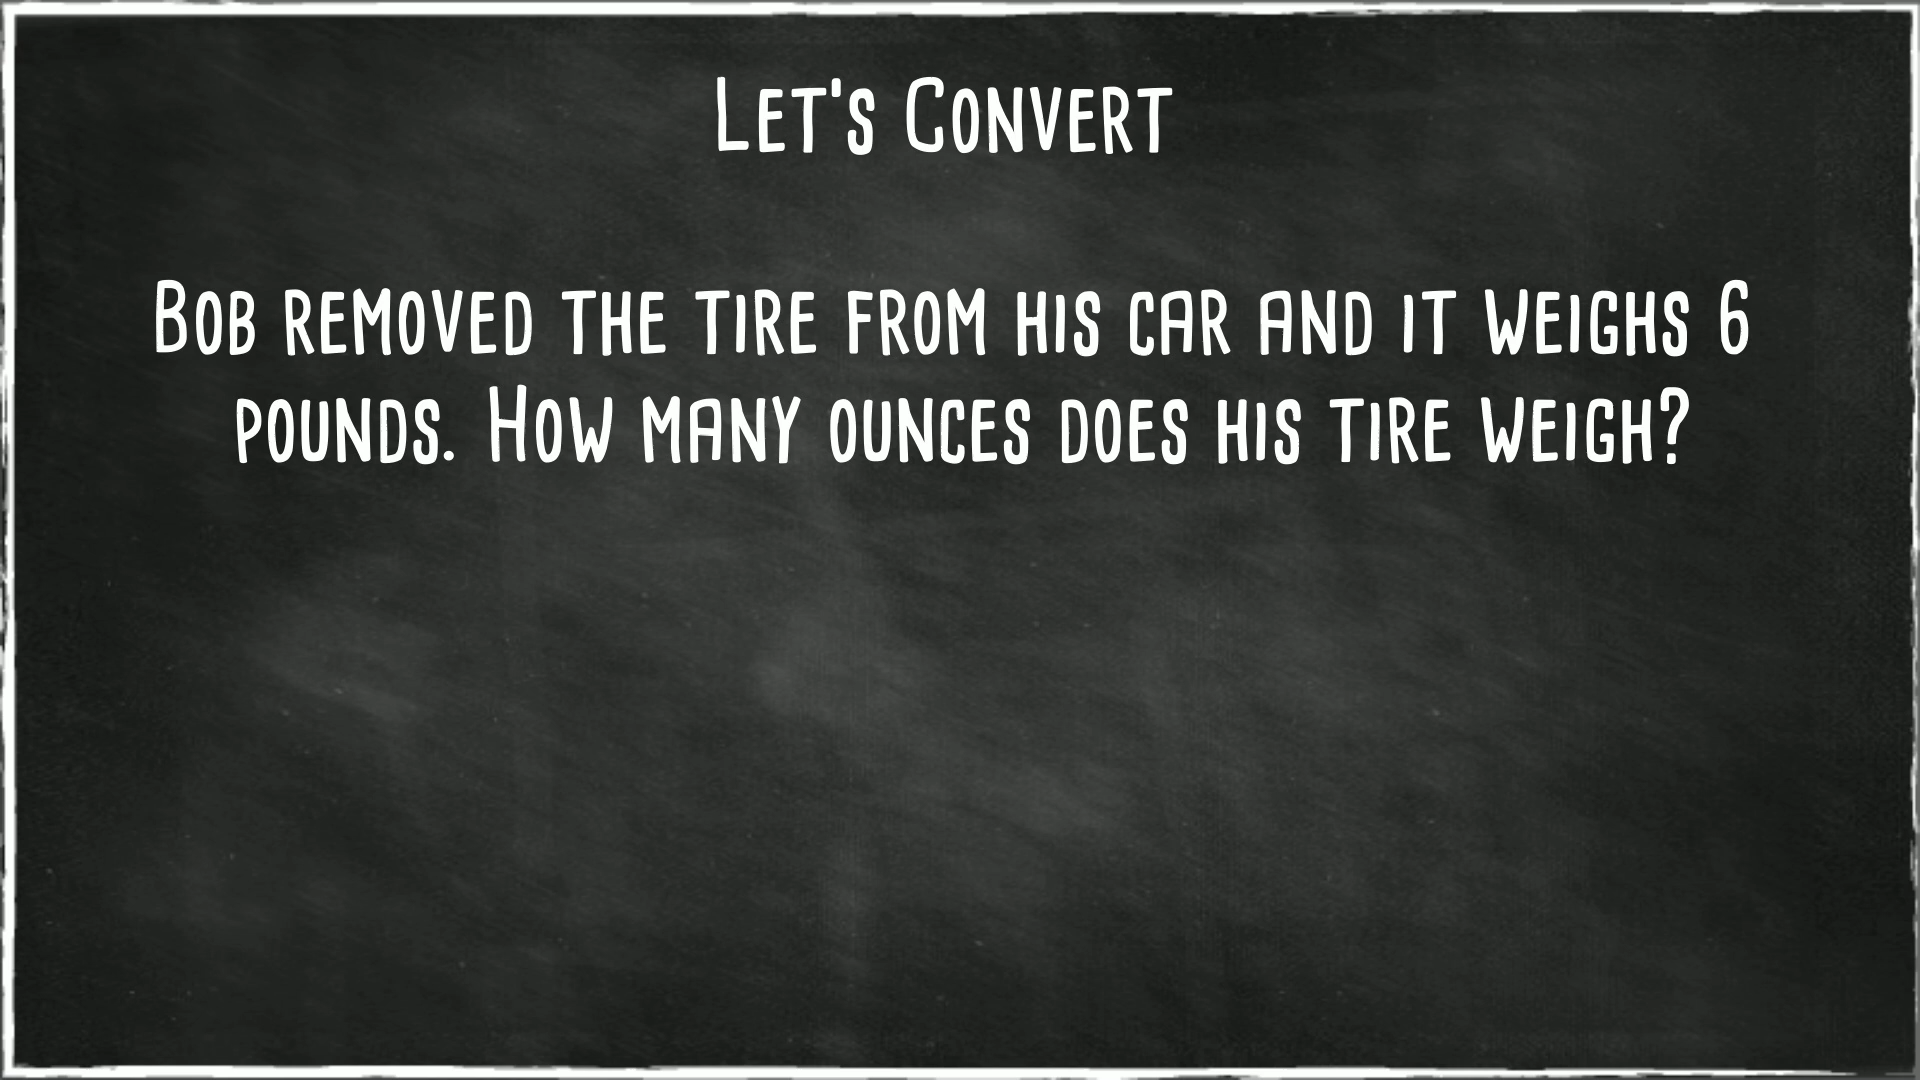 Let's Convert
Bob removed the tire from his car and it weighs 6
pounds. How many ounces does his tire weigh?